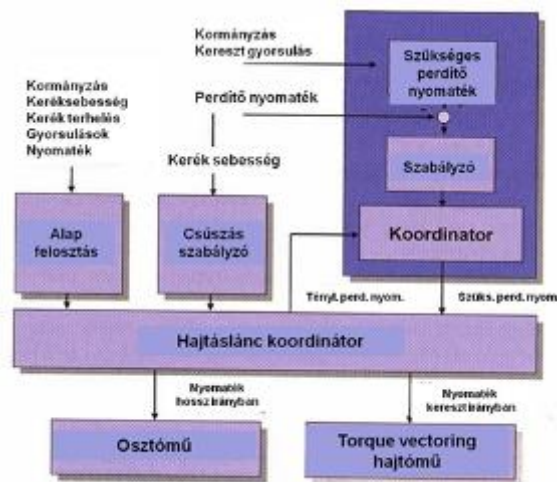 Kormányzás
Kereszt gyorsulás
Szükséges
perdítő
nyomaték
Kormányzás
Keréksebesség
Kerék terhelés
Gyorsulások
Nyomaték
Perdítő nyomaték
Kerék sebesség
Szabályzó
Alap
felosztás
Csúszás
szabályzó
Koordinator
Tényl. perd. nyom.
Szüks. perd. nyom
Hajtáslánc koordinátor
Nyomaték
hosszirányban
Nyomaték
keresztirányban
Osztómű
Torque vectoring
hajtómű